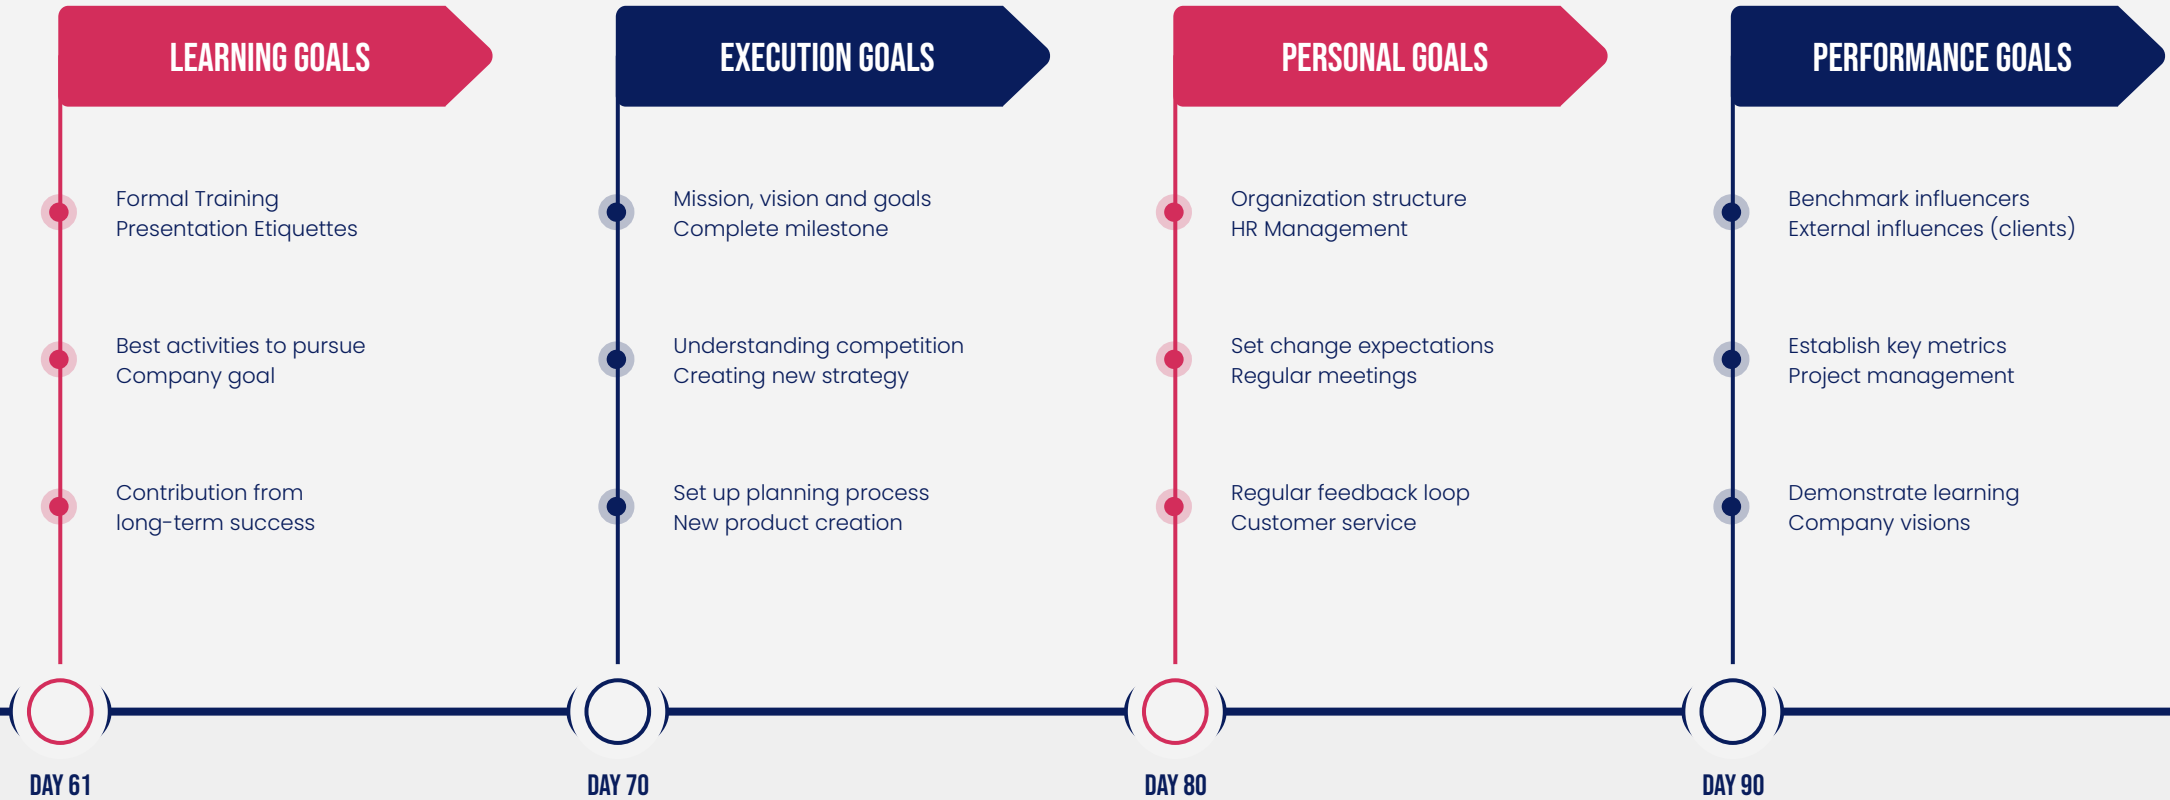 LEARNING GOALS
Formal Training
Presentation Etiquettes
Best activities to pursue
Company goal
Contribution from
long-term success
DAY 61
EXECUTION GOALS
Mission, vision and goals
Complete milestone
Understanding competition
Creating new strategy
Set up planning process
New product creation
DAY 70
PERSONAL GOALS
Organization structure
HR Management
Set change expectations
Regular meetings
Regular feedback loop
Customer service
DAY 80
PERFORMANCE GOALS
Benchmark influencers
External influences (clients)
Establish key metrics
Project management
Demonstrate learning
Company visions
DAY 90